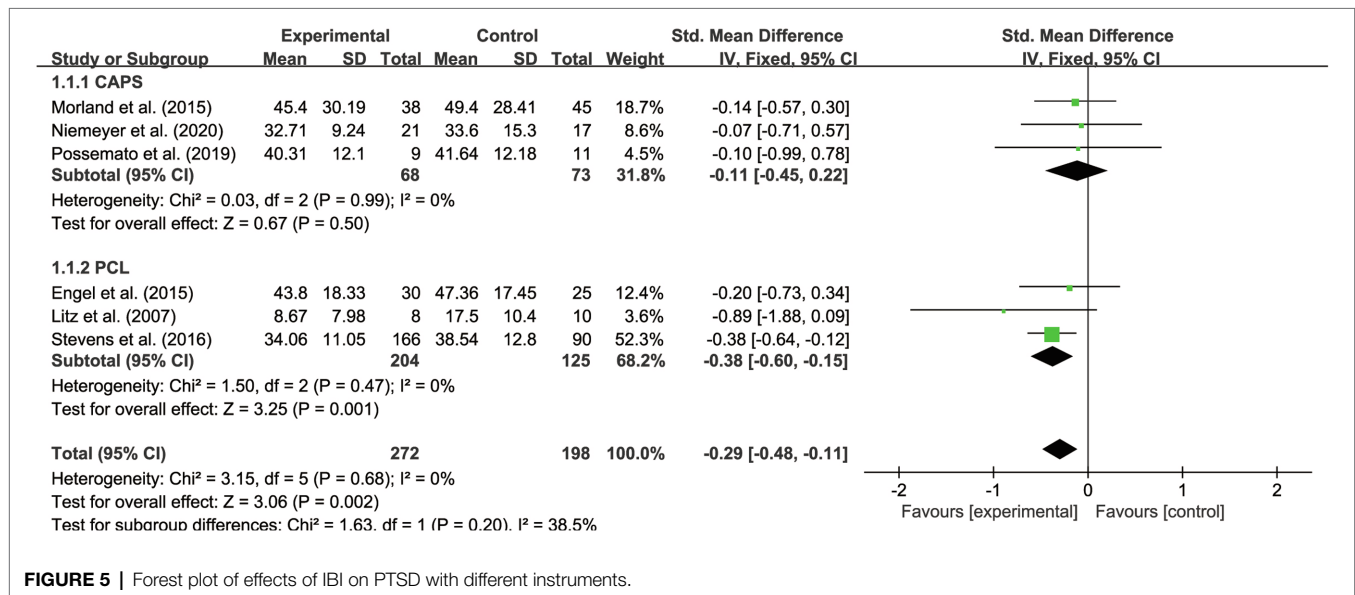 Experimental Control Std. Mean Difference Std. Mean Difference
Study or Subgroup Mean SD Total Mean SD Total Weight IV, Fixed, 95% CI IV, Fixed, 95% CI
1.1.1 CAPS
Morland et al. (2015) 45.4 30.19 38 49.4 28.41 45 18.7% -0.14 [-0.57, 0.30]
Niemeyer et al. (2020) 32.71 9.24 21 33.6 15.3 17 8.6% -0.07 [-0.71, 0.57]
Possemato et al. (2019) 40.31 12.1 9 41.64 12.18 11 4.5% -0.10 [-0.99, 0.78]
Subtotal (95% CI) 68 73 31.8% -0.11 [-0.45, 0.22]
Heterogeneity: Chi² = 0.03, df = 2 (P = 0.99); I² = 0%
Test for overall effect: Z = 0.67 (P = 0.50)
1.1.2 PCL
Engel et al. (2015) 43.8 18.33 30 47.36 17.45 25 12.4% -0.20 [-0.73, 0.34]
Litz et al. (2007) 8.67 7.98 8 17.5 10.4 10 3.6% -0.89 [-1.88, 0.09]
Stevens et al. (2016) 34.06 11.05 166 38.54 12.8 90 52.3% -0.38 [-0.64, -0.12]
Subtotal (95% CI) 204 125 68.2% -0.38 [-0.60, -0.15]
Heterogeneity: Chi² = 1.50, df = 2 (P = 0.47); I² = 0%
Test for overall effect: Z = 3.25 (P = 0.001)
Total (95% CI) 272 198 100.0% -0.29 [-0.48, -0.11]
Heterogeneity: Chi² = 3.15, df = 5 (P = 0.68); I² = 0%
Test for overall effect: Z = 3.06 (P = 0.002)
Test for subgroup differences: Chi² = 1.63, df = 1 (P = 0.20), I² = 38.5%
-2 -1 0 1 2
Favours [experimental] Favours [control]
FIGURE 5 | Forest plot of effects of IBI on PTSD with different instruments.